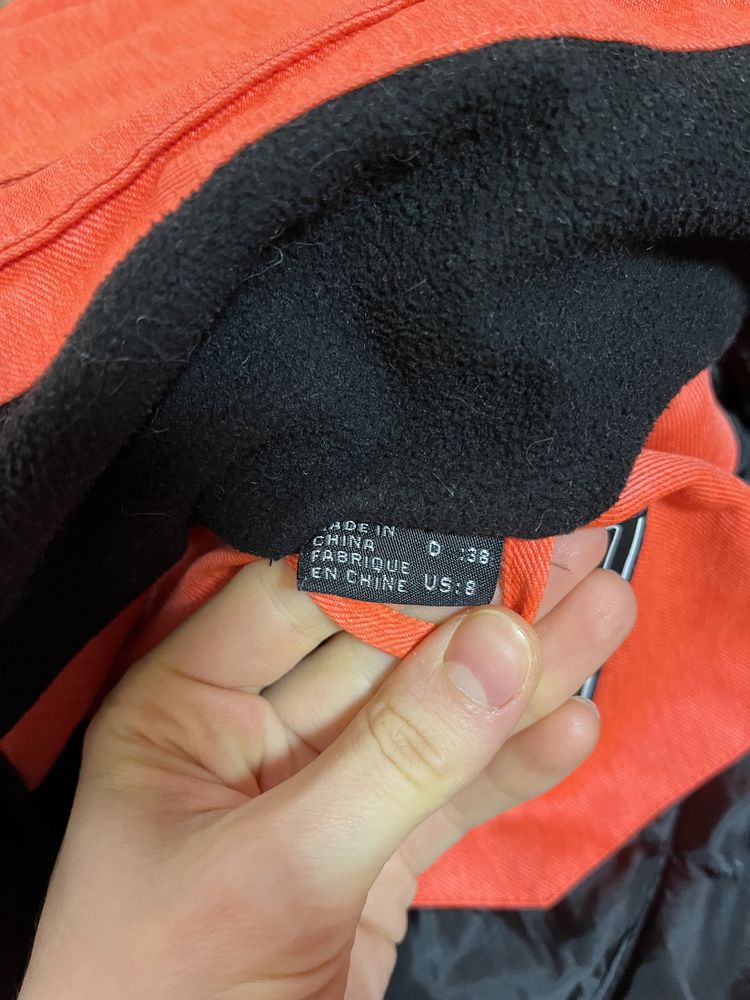 MADE IN
CHINA D :38
FABRIQUE
EN CHINE US:8